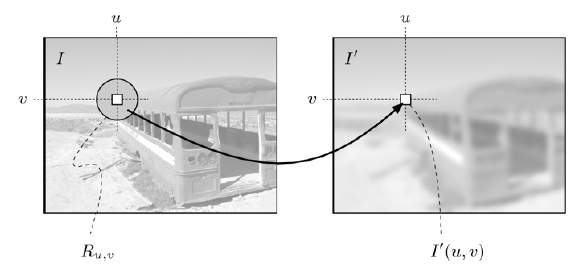 u u
I I′
v v
R_{u,v} I′(u, v)